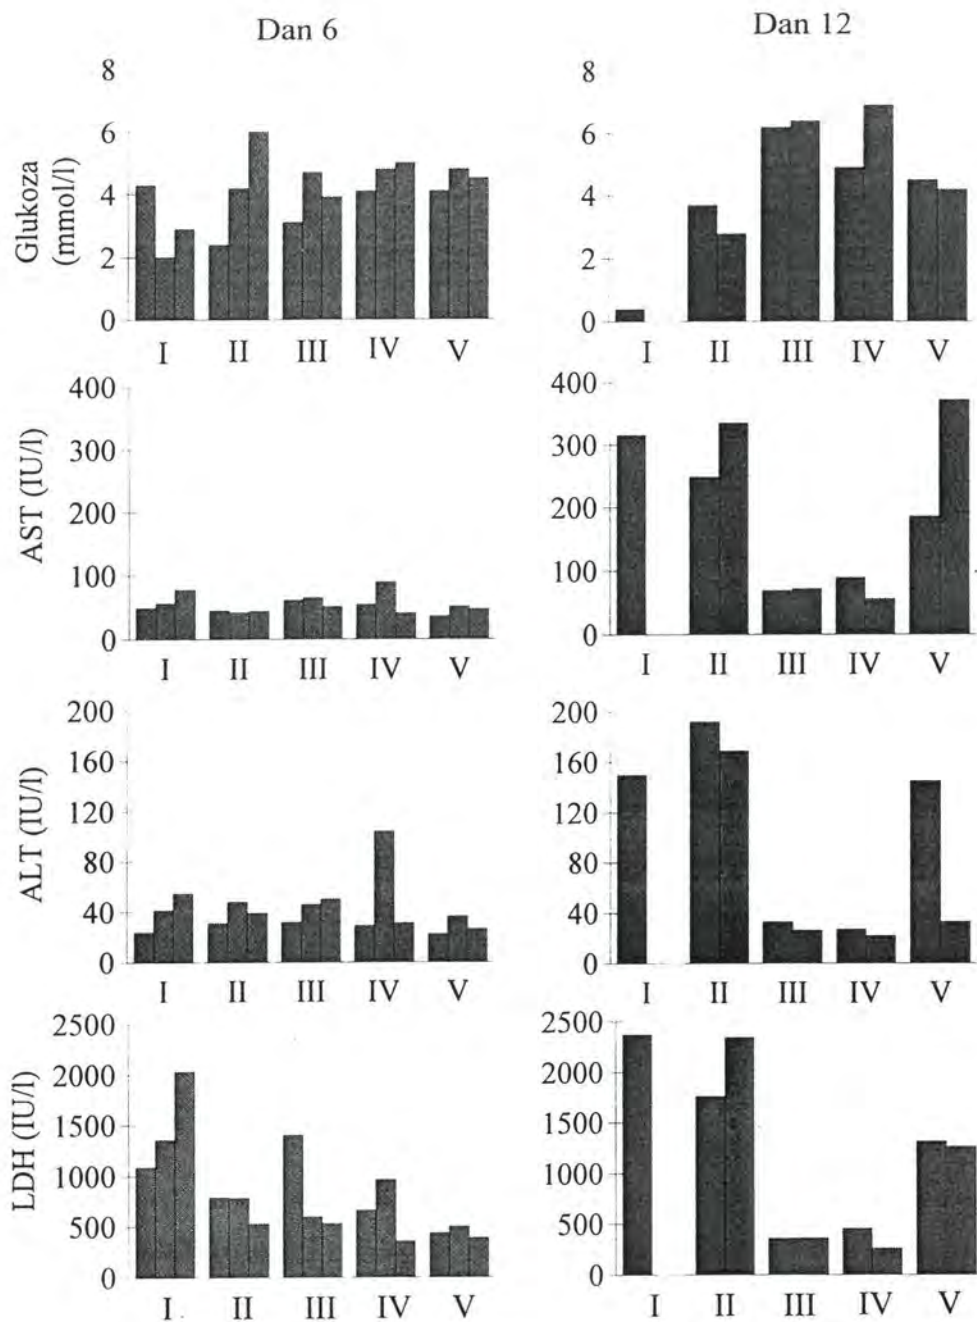 Dan 6
Dan 12
Glukoza
(mmol/l)
8
6
4
2
0
I II III IV V
8
6
4
2
0
I II III IV V
AST (IU/l)
400
300
200
100
0
I II III IV V
400
300
200
100
0
I II III IV V
ALT (IU/l)
200
160
120
80
40
0
I II III IV V
200
160
120
80
40
0
I II III IV V
LDH (IU/l)
2500
2000
1500
1000
500
0
I II III IV V
2500
2000
1500
1000
500
0
I II III IV V